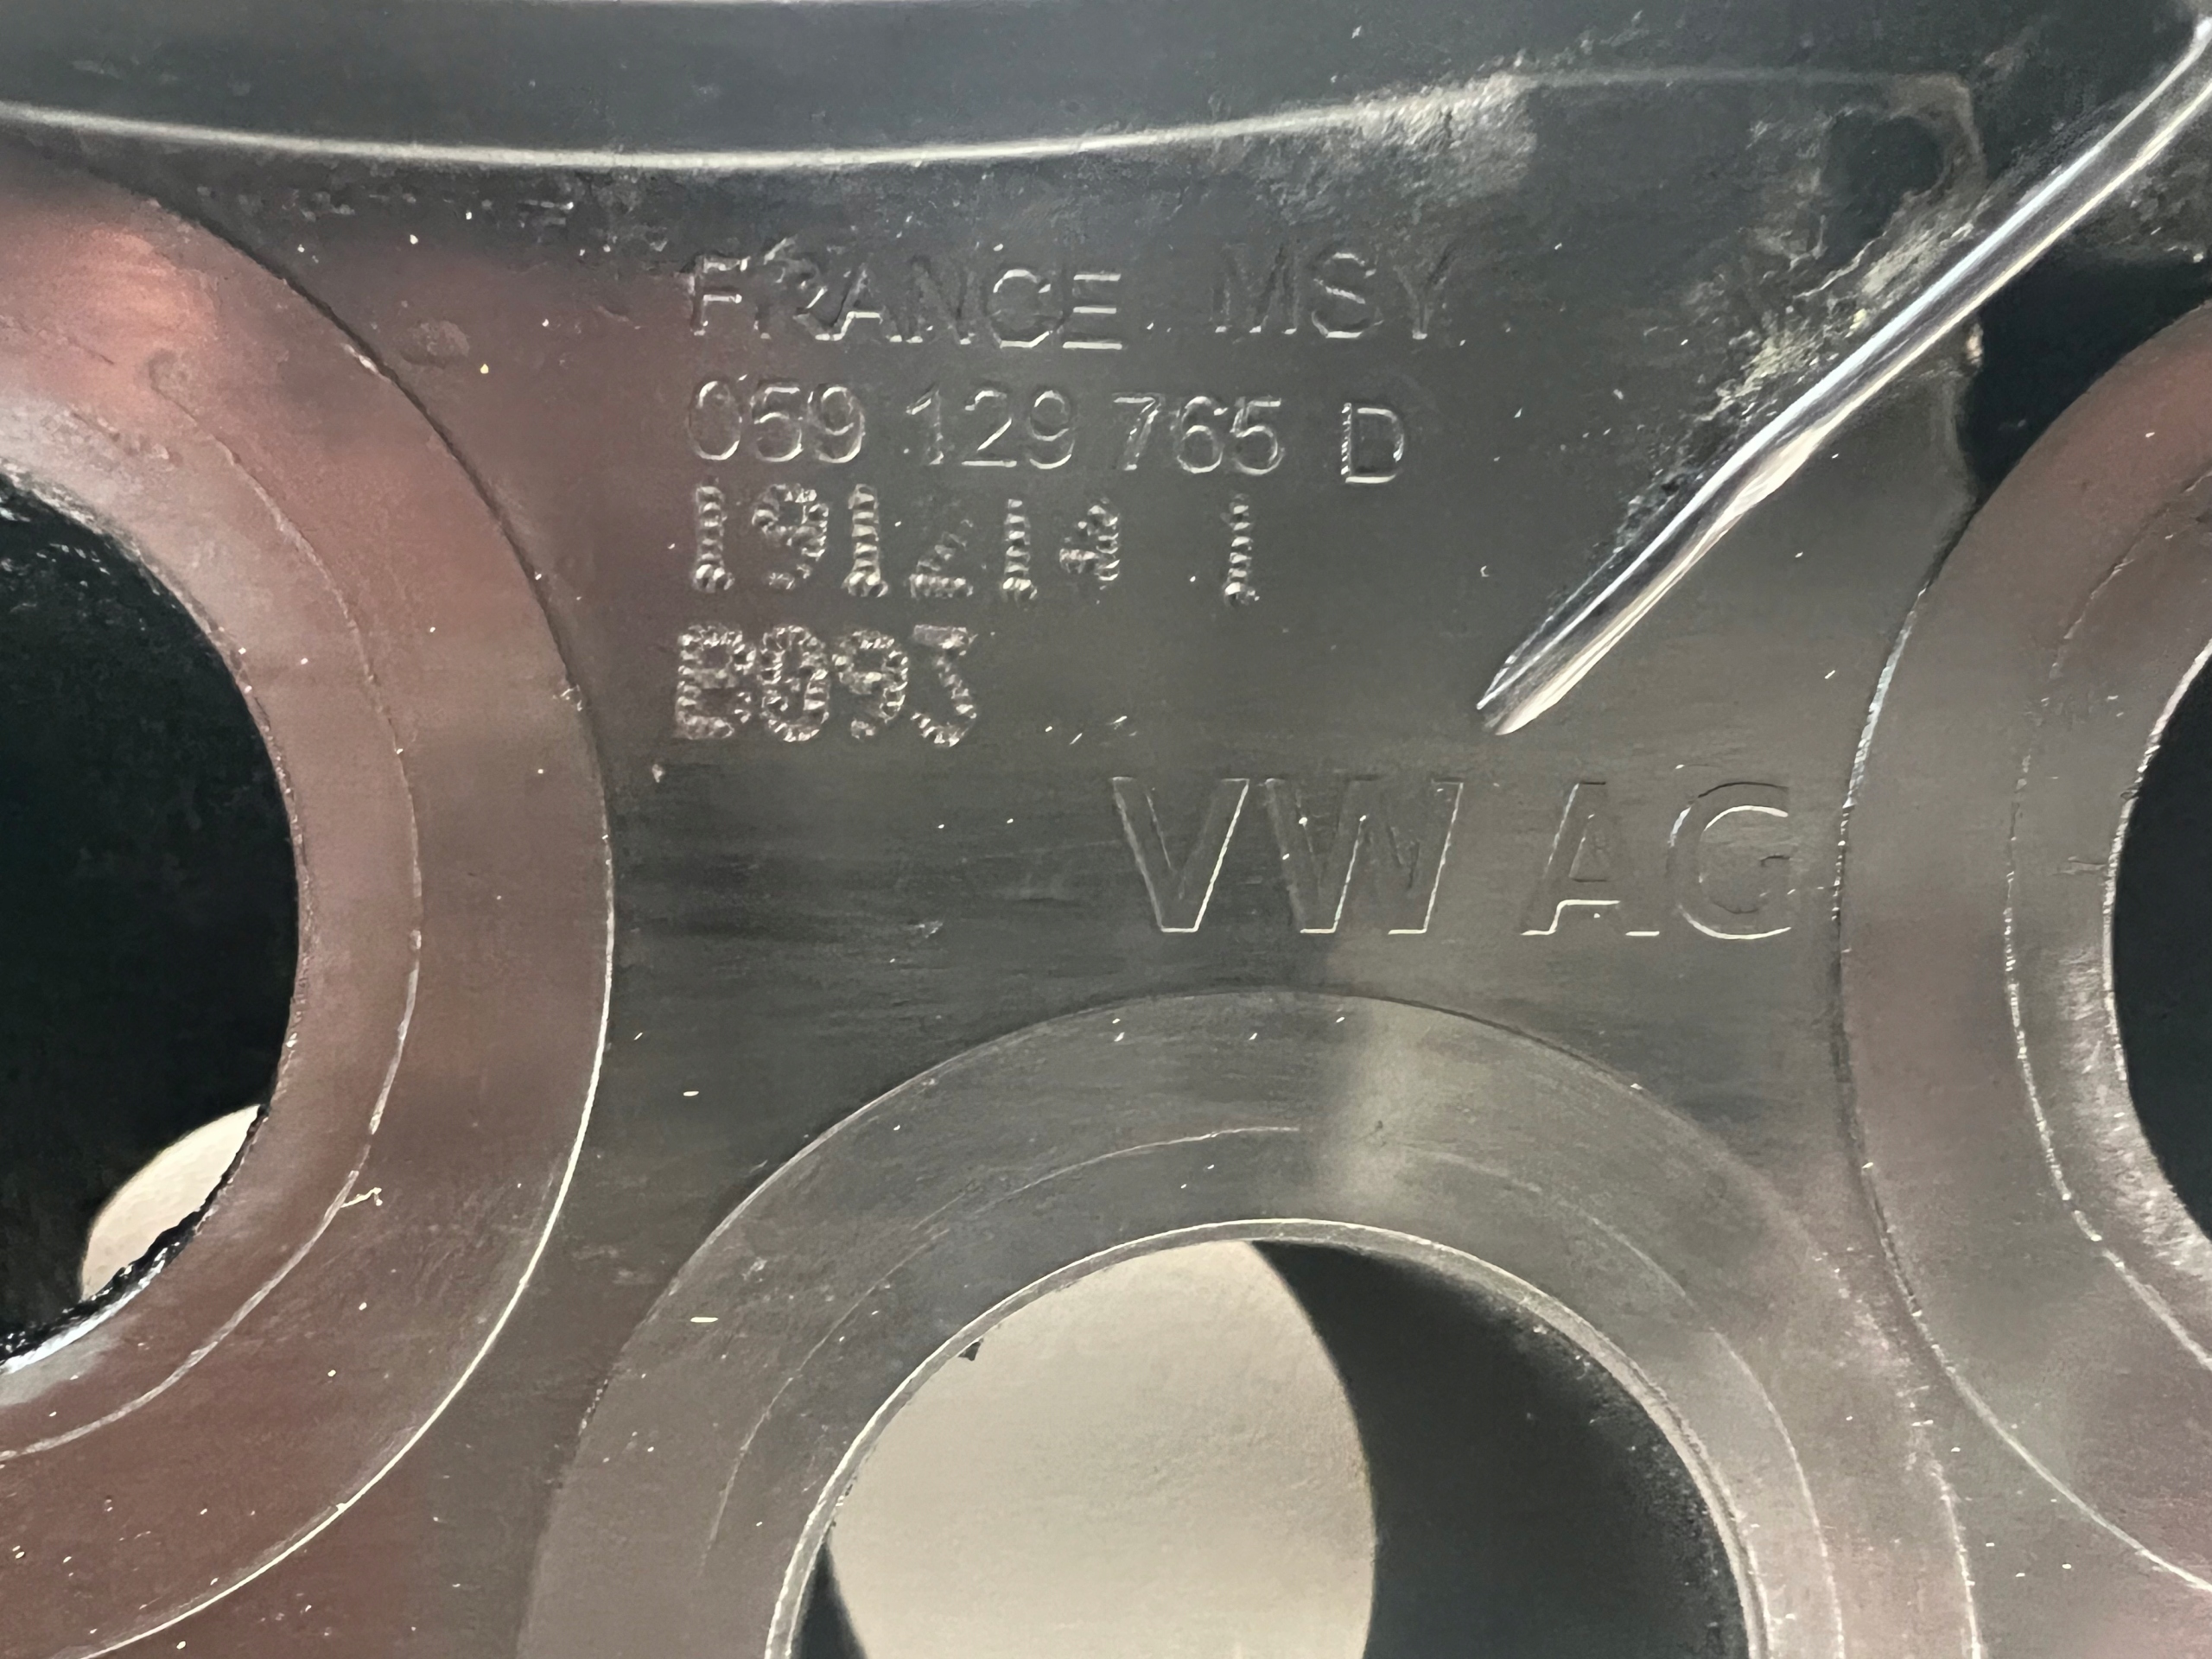 FRANCE MSY
059 129 765 D
191214 1
B093
VW AG